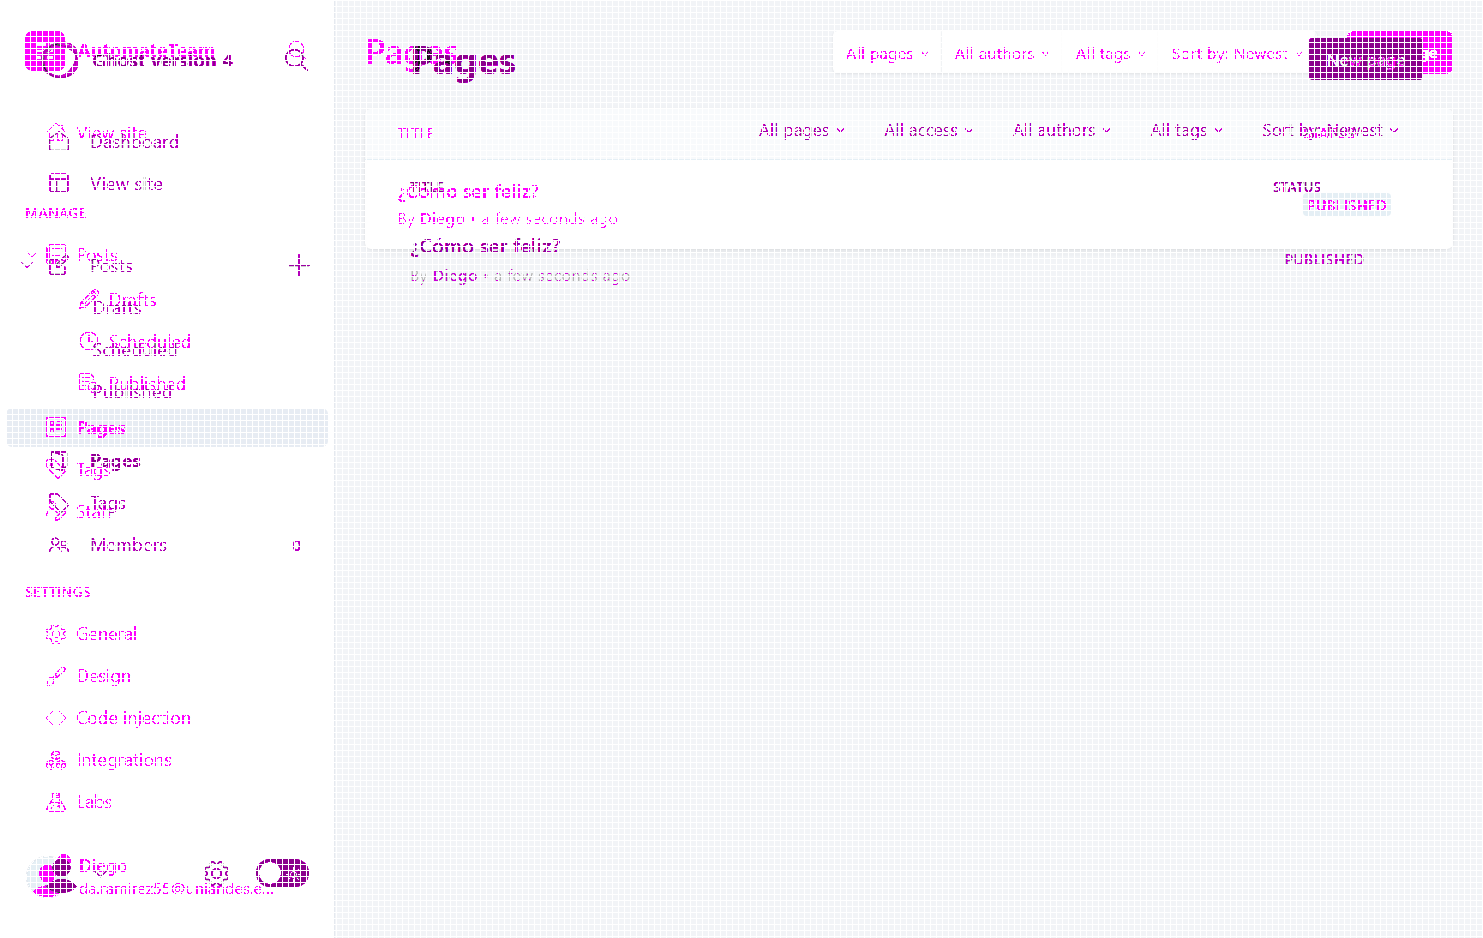 AutomateTeam
Ghost Version 4
View site
Dashboard
View site
MANAGE
Posts
Posts
Drafts
Drafts
Scheduled
Scheduled
Published
Published
Pages
Pages
Tags
Tags
Staff
Members
0
SETTINGS
General
Design
Code injection
Integrations
Labs
Diego
da.ramirez55@uniandes.e...
Pages
Pages
All pages All authors All tags Sort by: Newest
New page
TITLE
All pages All access All authors All tags Sort by: Newest
STATUS
TITLE
STATUS
¿Cómo ser feliz?
PUBLISHED
By Diego • a few seconds ago
¿Cómo ser feliz?
PUBLISHED
By Diego • a few seconds ago